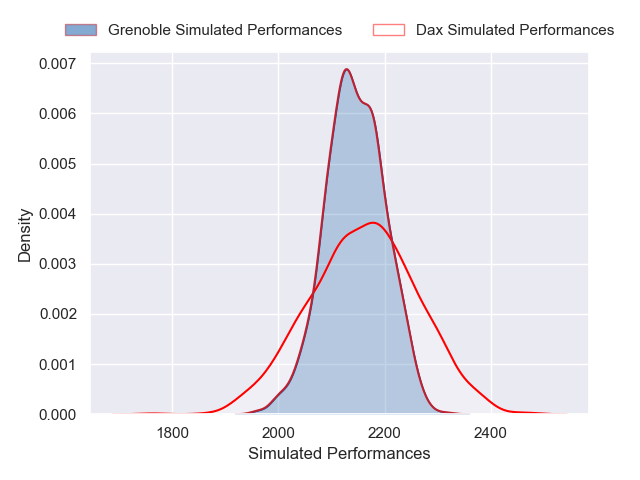 Grenoble Simulated Performances Dax Simulated Performances
0.007
0.006
0.005
0.004
0.003
0.002
0.001
0.000
Density
1800 2000 2200 2400
Simulated Performances